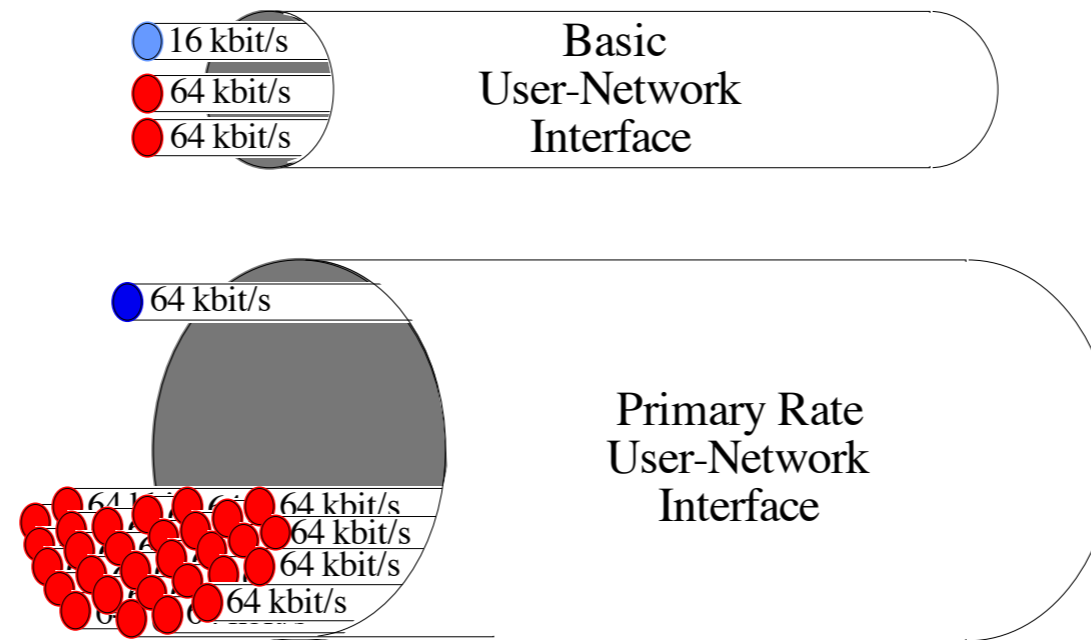 16 kbit/s
64 kbit/s
64 kbit/s
Basic
User-Network
Interface
64 kbit/s
Primary Rate
User-Network
Interface
64 kbit/s
64 kbit/s
64 kbit/s
64 kbit/s